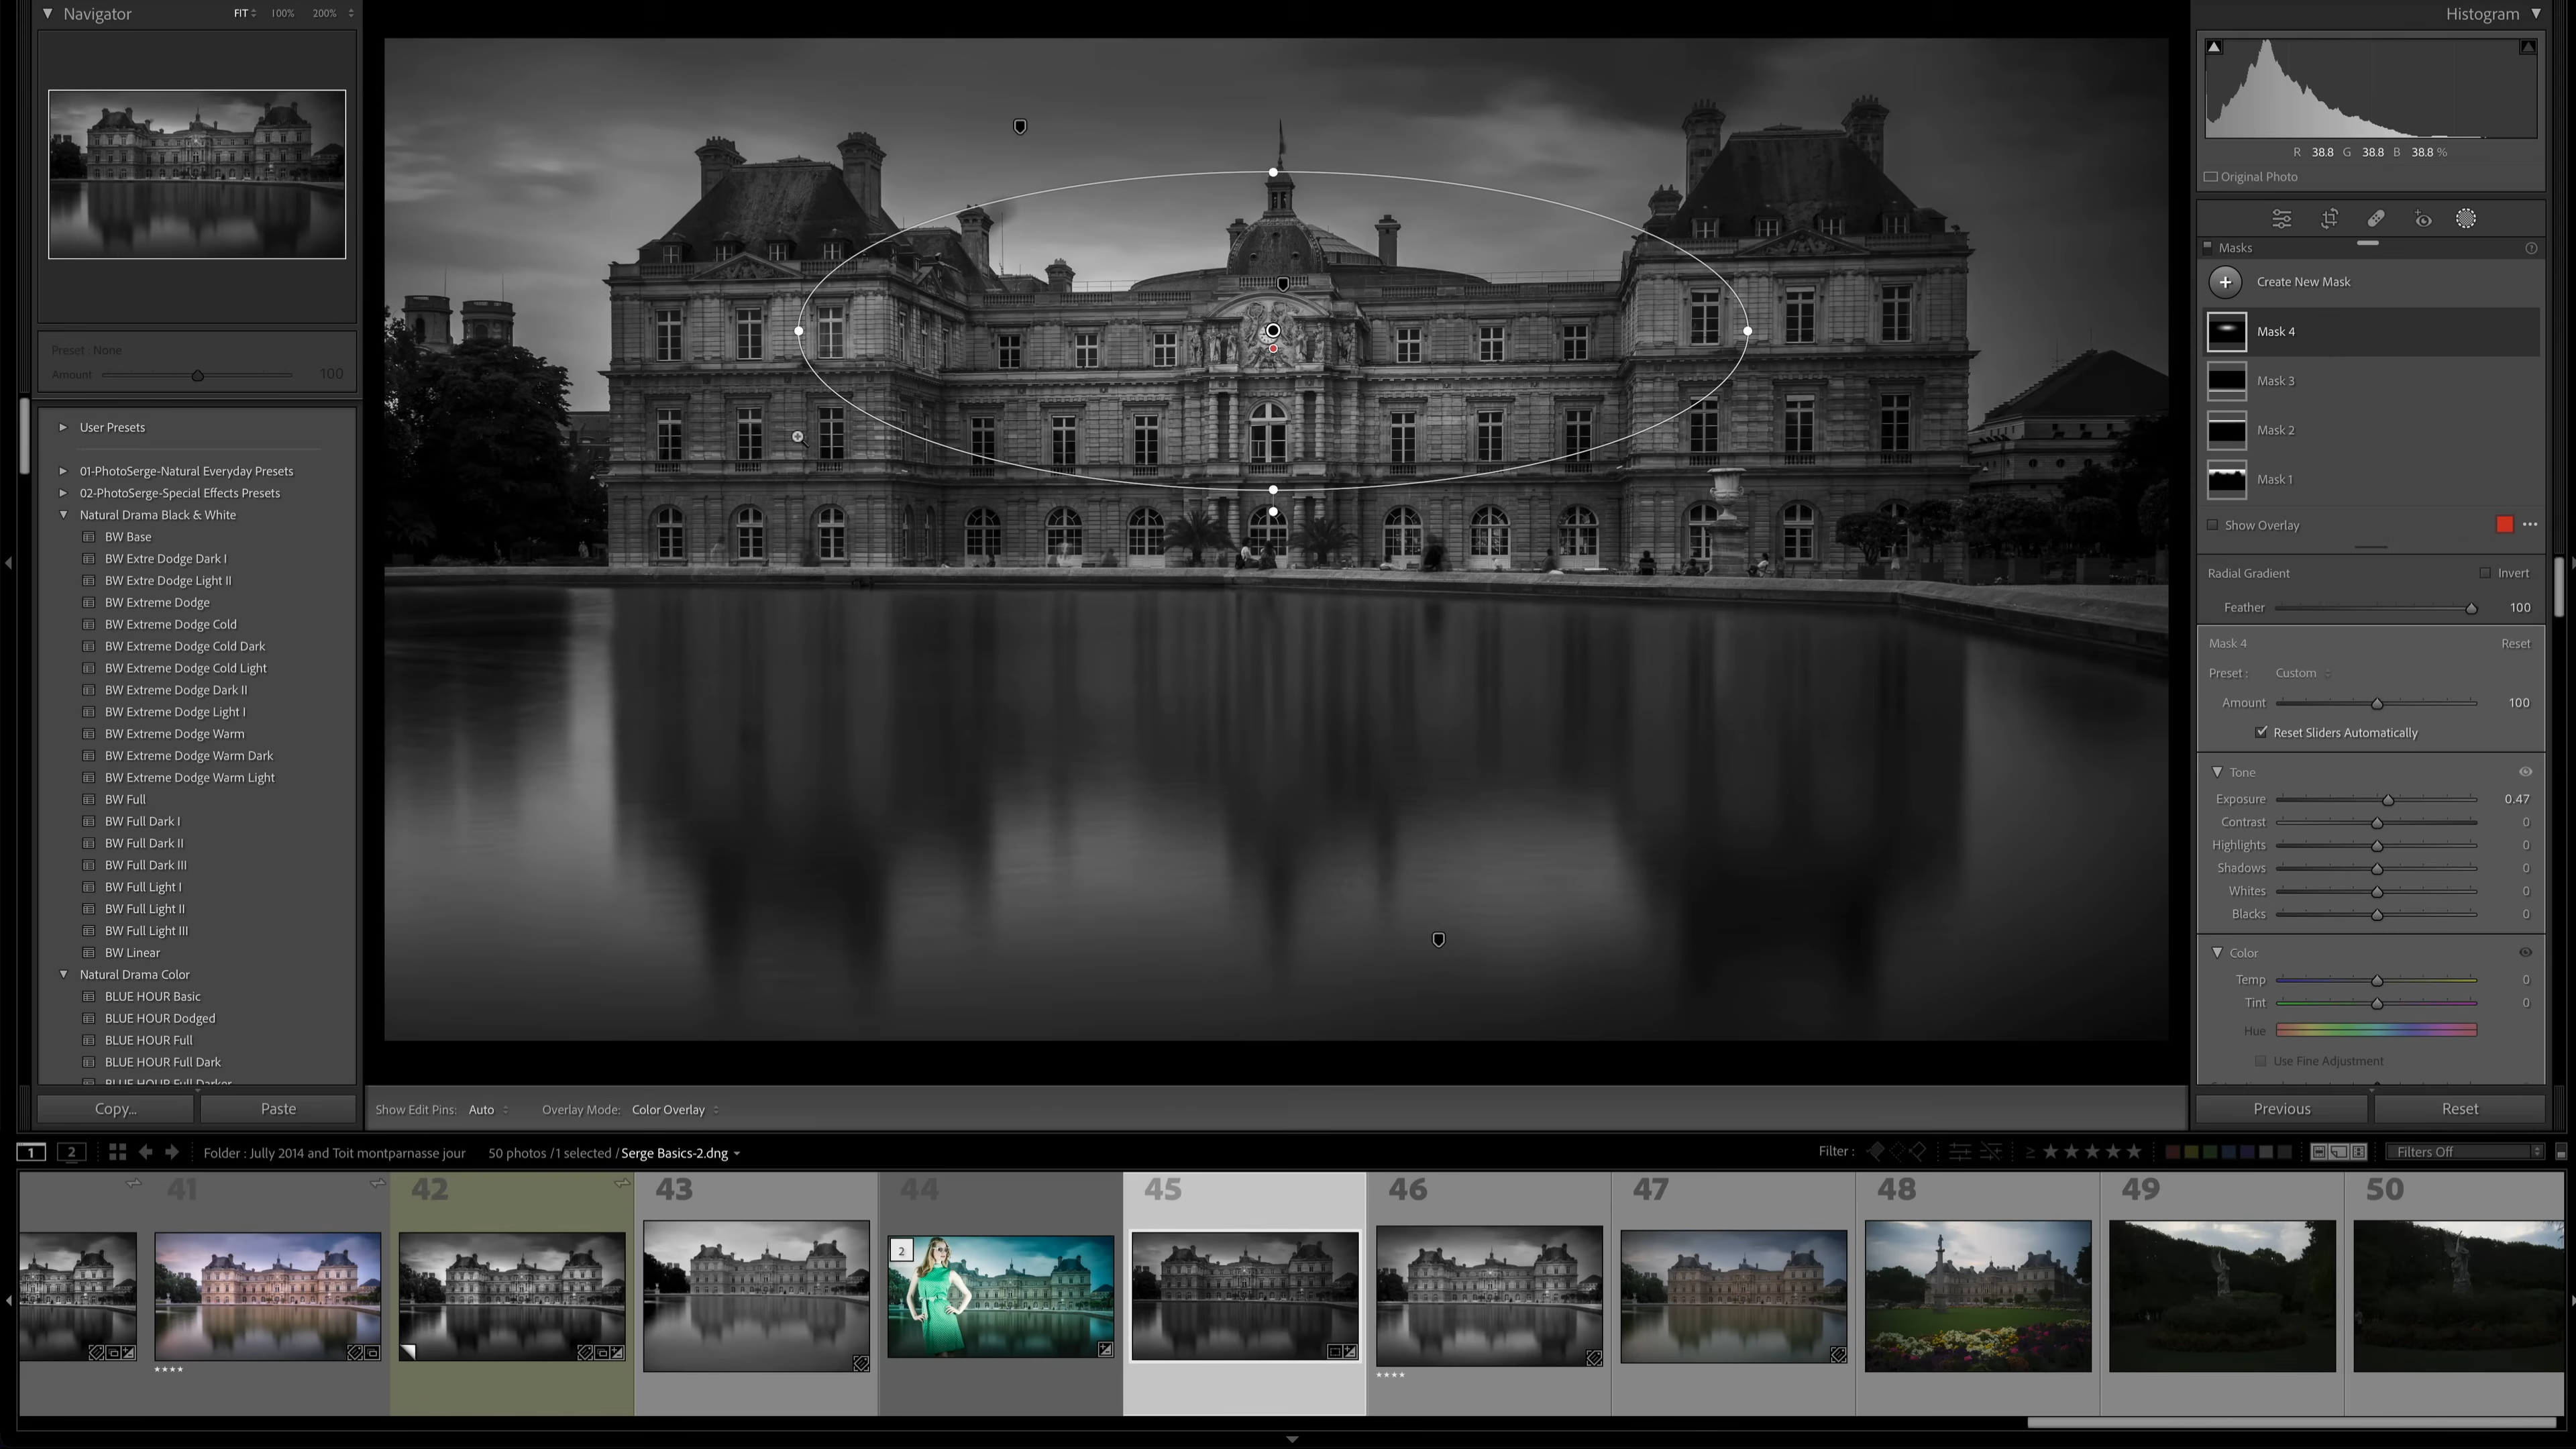 Navigator
FIT 100% 200%
Preset : None
Amount 100
User Presets
01-PhotoSerge-Natural Everyday Presets
02-PhotoSerge-Special Effects Presets
Natural Drama Black & White
BW Base
BW Extre Dodge Dark I
BW Extre Dodge Light II
BW Extreme Dodge
BW Extreme Dodge Cold
BW Extreme Dodge Cold Dark
BW Extreme Dodge Cold Light
BW Extreme Dodge Dark II
BW Extreme Dodge Light I
BW Extreme Dodge Warm
BW Extreme Dodge Warm Dark
BW Extreme Dodge Warm Light
BW Full
BW Full Dark I
BW Full Dark II
BW Full Dark III
BW Full Light I
BW Full Light II
BW Full Light III
BW Linear
Natural Drama Color
BLUE HOUR Basic
BLUE HOUR Dodged
BLUE HOUR Full
BLUE HOUR Full Dark
BLUE HOUR Full Darker
Copy... Paste
Show Edit Pins: Auto Overlay Mode: Color Overlay
Histogram
R 38.8 G 38.8 B 38.8 %
Original Photo
Masks
Create New Mask
Mask 4
Mask 3
Mask 2
Mask 1
Show Overlay
Radial Gradient Invert
Feather 100
Mask 4 Reset
Preset : Custom
Amount 100
Reset Sliders Automatically
Tone
Exposure 0.47
Contrast 0
Highlights 0
Shadows 0
Whites 0
Blacks 0
Color
Temp 0
Tint 0
Hue
Use Fine Adjustment
Previous Reset
1 2 Folder : Jully 2014 and Toit montparnasse jour 50 photos /1 selected /Serge Basics-2.dng Filter : Filters Off
41 42 43 44 45 46 47 48 49 50
2